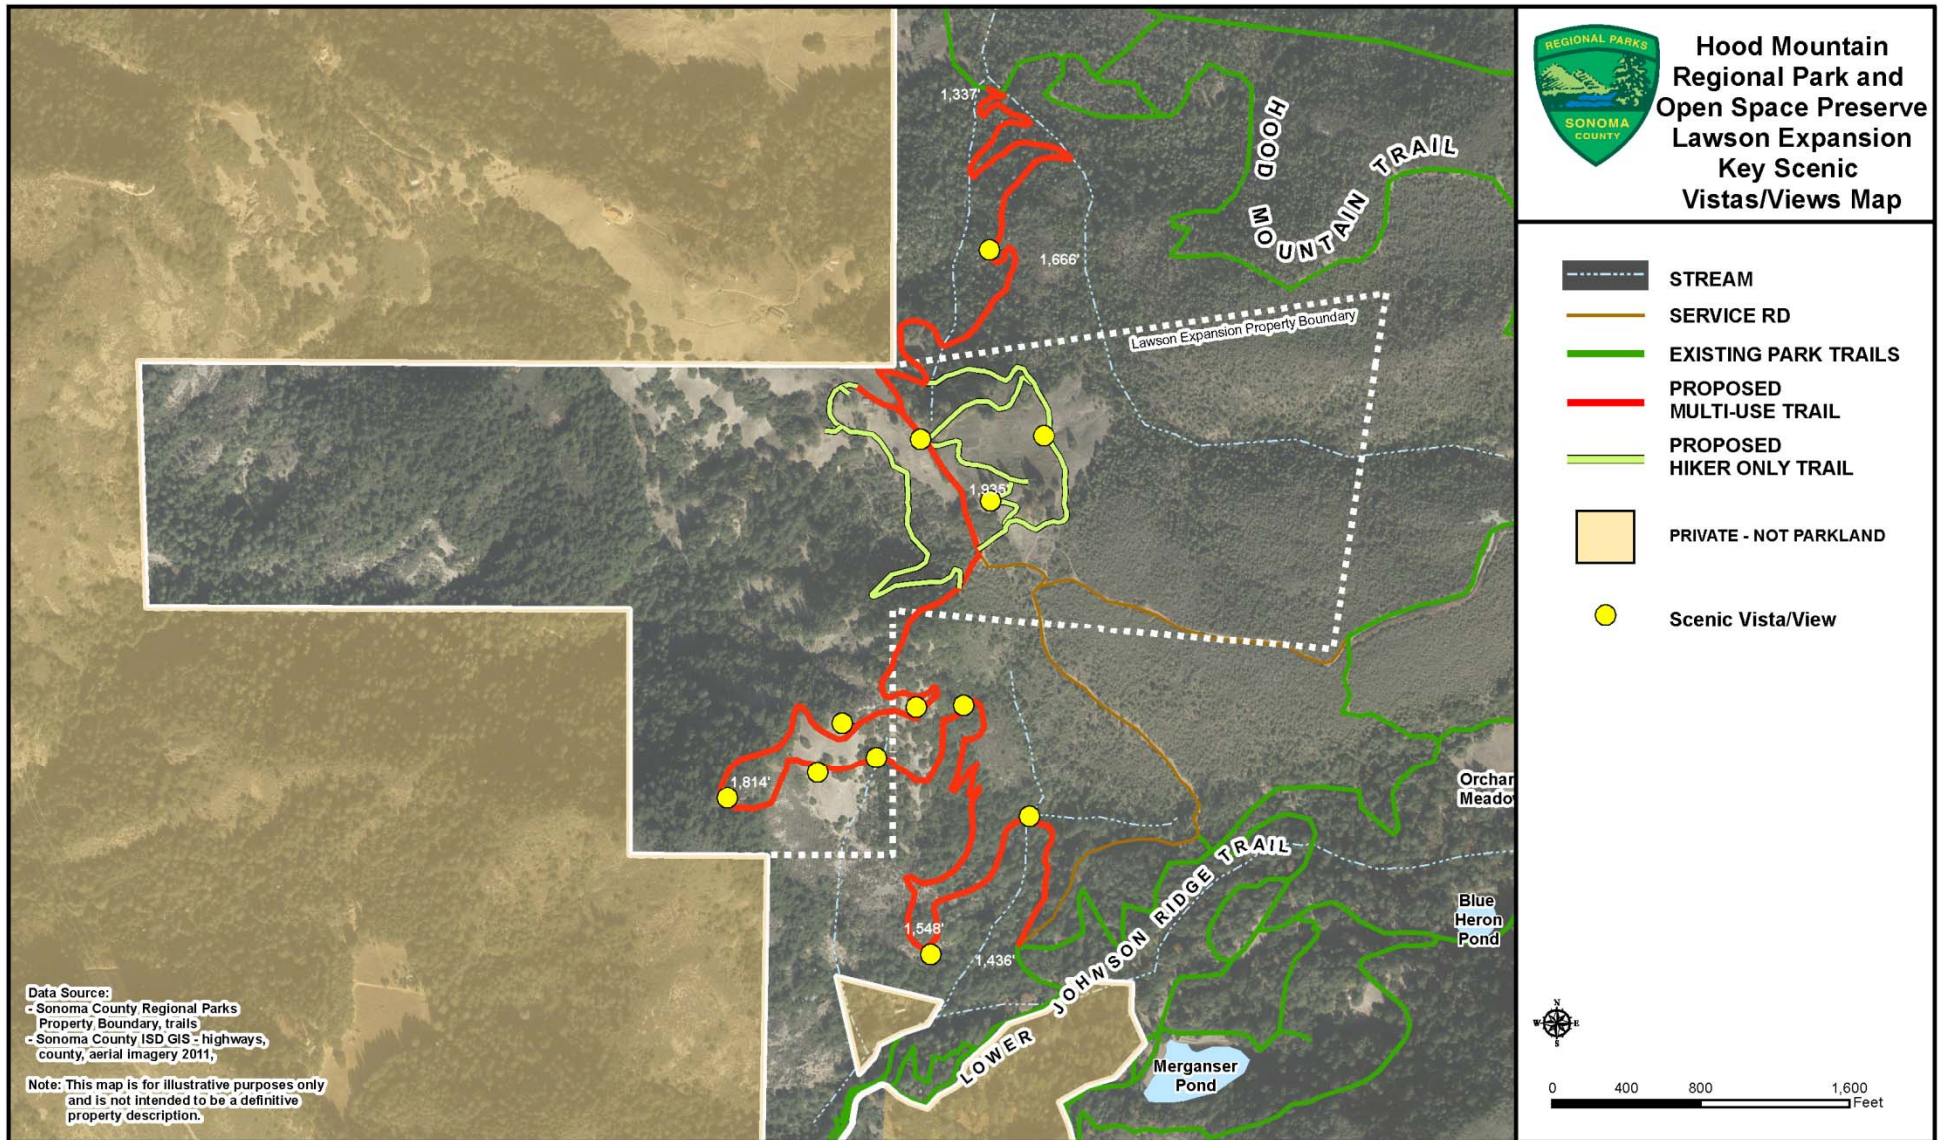 REGIONAL PARKS
SONOMA
COUNTY
Hood Mountain
Regional Park and
Open Space Preserve
Lawson Expansion
Key Scenic
Vistas/Views Map
STREAM
SERVICE RD
EXISTING PARK TRAILS
PROPOSED
MULTI-USE TRAIL
PROPOSED
HIKER ONLY TRAIL
PRIVATE - NOT PARKLAND
Scenic Vista/View
1,337'
HOOD MOUNTAIN TRAIL
1,666'
Lawson Expansion Property Boundary
1,935'
1,814'
Orchar
Meadow
1,548'
1,436'
LOWER JOHNSON RIDGE TRAIL
Blue
Heron
Pond
Merganser
Pond
Data Source:
- Sonoma County Regional Parks
Property Boundary, trails
- Sonoma County ISD GIS - highways,
county, aerial imagery 2011,
Note: This map is for illustrative purposes only
and is not intended to be a definitive
property description.
N
W E
S
0 400 800 1,600
Feet